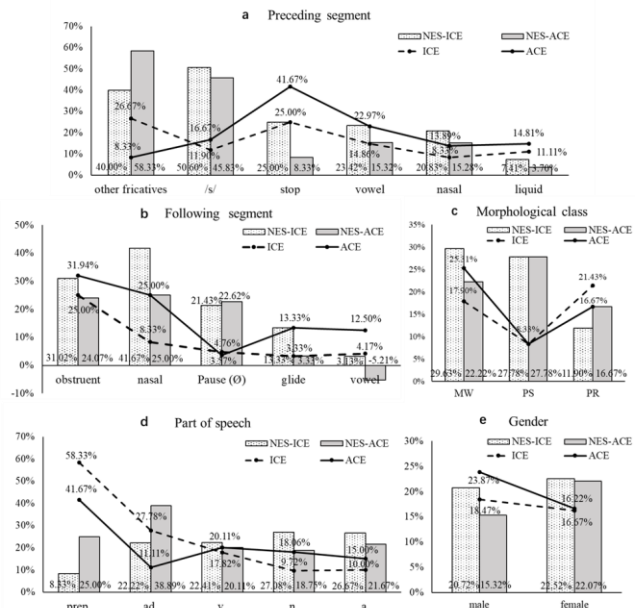 a Preceding segment
70%
60%
50%
40%
30%
20%
10%
0%
NES-ICE NES-ACE
ICE ACE
26.67% 11.90% 25.00% 14.86% 8.33% 11.11%
8.33% 16.67% 41.67% 22.97% 13.89% 14.81%
40.00% 58.33% 50.60% 45.83% 25.00% 8.33% 23.42% 15.32% 20.83% 15.28% 7.41% 3.70%
other fricatives /s/ stop vowel nasal liquid
b Following segment
50%
40%
30%
20%
10%
0%
-10%
NES-ICE NES-ACE
ICE ACE
31.94% 25.00% 21.43% 22.62% 13.33% 12.50%
25.00% 8.33% 4.76% 3.33% 4.17%
31.02% 24.07% 41.67% 25.00% 3.57% 13.33% 3.33% 3.13% -5.21%
obstruent nasal Pause (Ø) glide vowel
c Morphological class
35%
30%
25%
20%
15%
10%
5%
0%
NES-ICE NES-ACE
ICE ACE
25.31% 21.43%
17.90% 8.33% 16.67%
29.63% 22.22% 27.78% 27.78% 11.90% 16.67%
MW PS PR
d Part of speech
70%
60%
50%
40%
30%
20%
10%
0%
NES-ICE NES-ACE
ICE ACE
58.33% 27.78% 20.11% 18.06% 15.00%
41.67% 11.11% 17.82% 9.72% 10.00%
8.33% 25.00% 22.22% 38.89% 22.41% 20.11% 27.08% 18.75% 26.67% 21.67%
prep ad v n a
e Gender
30%
25%
20%
15%
10%
5%
0%
NES-ICE NES-ACE
ICE ACE
23.87% 16.22%
18.47% 16.67%
20.72% 15.32% 22.52% 22.07%
male female